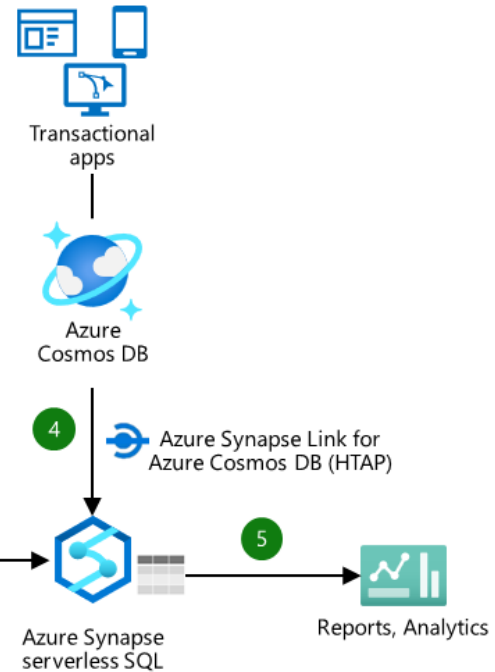 Transactional
apps
Azure
Cosmos DB
4
Azure Synapse Link for
Azure Cosmos DB (HTAP)
5
Azure Synapse
serverless SQL
Reports, Analytics